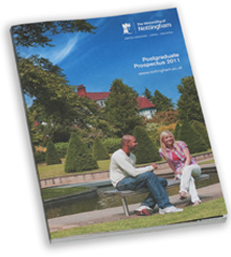 The University of
Nottingham
Postgraduate
Prospectus 2011
www.nottingham.ac.uk